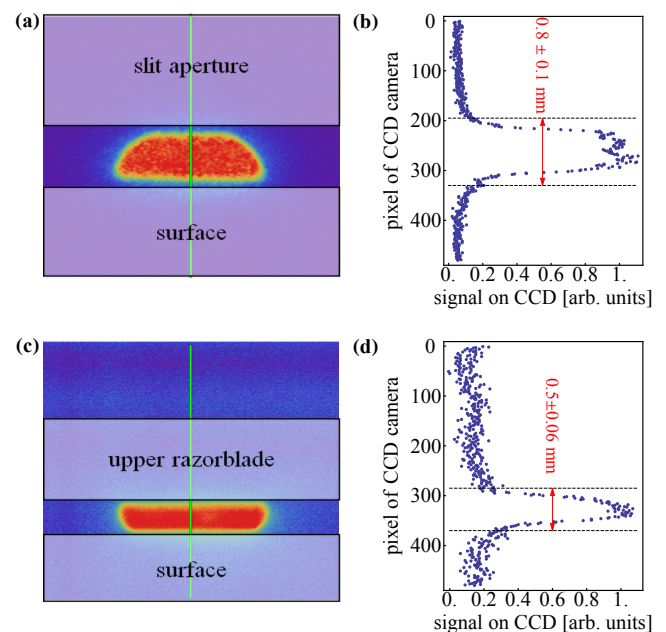 (a)
slit aperture
surface
(b)
0
100
200
300
400
pixel of CCD camera
0.8 ± 0.1 mm
0. 0.2 0.4 0.6 0.8 1.
signal on CCD [arb. units]
(c)
upper razorblade
surface
(d)
0
100
200
300
400
pixel of CCD camera
0.5±0.06 mm
0. 0.2 0.4 0.6 0.8 1.
signal on CCD [arb. units]